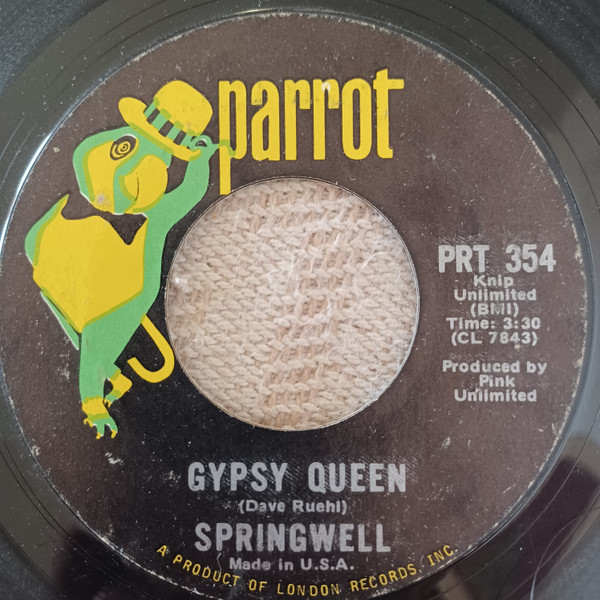 parrot
PRT 354
Knip
Unlimited
(BMI)
Time: 3:30
(CL 7843)
Produced by
Pink
Unlimited
GYPSY QUEEN
(Dave Ruehl)
SPRINGWELL
Made in U.S.A.
A PRODUCT OF LONDON RECORDS, INC.